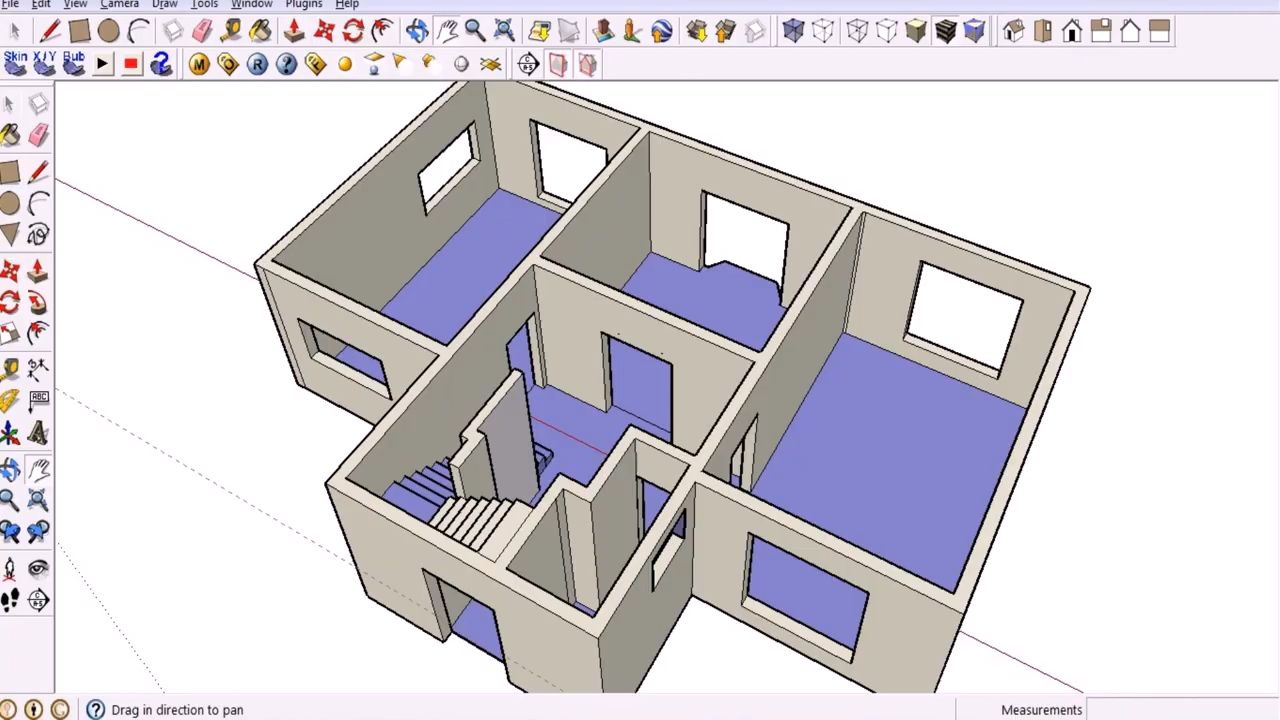 File Edit View Camera Draw Tools Window Plugins Help
Skin X/Y Bub
M R
ABC
Drag in direction to pan
Measurements